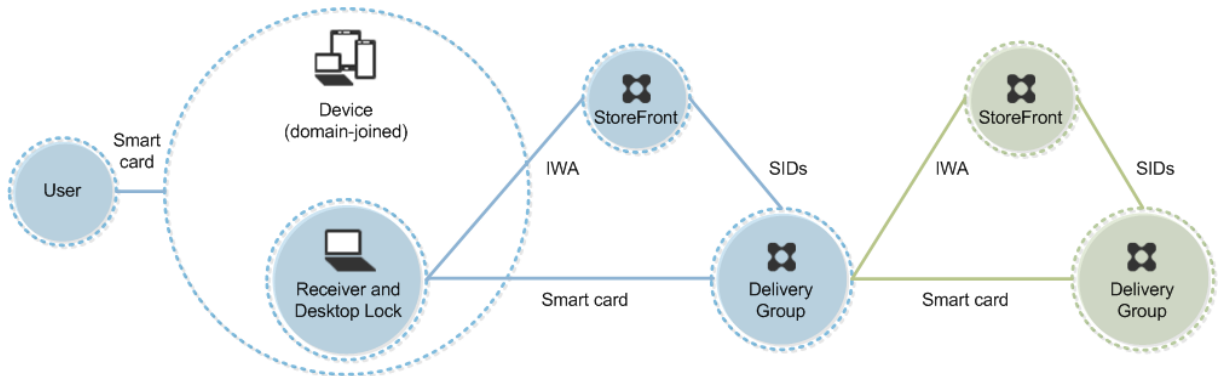 Device
(domain-joined)
Smart
card
User
Receiver and
Desktop Lock
StoreFront
IWA
SIDs
Smart card
Delivery
Group
StoreFront
IWA
SIDs
Smart card
Delivery
Group